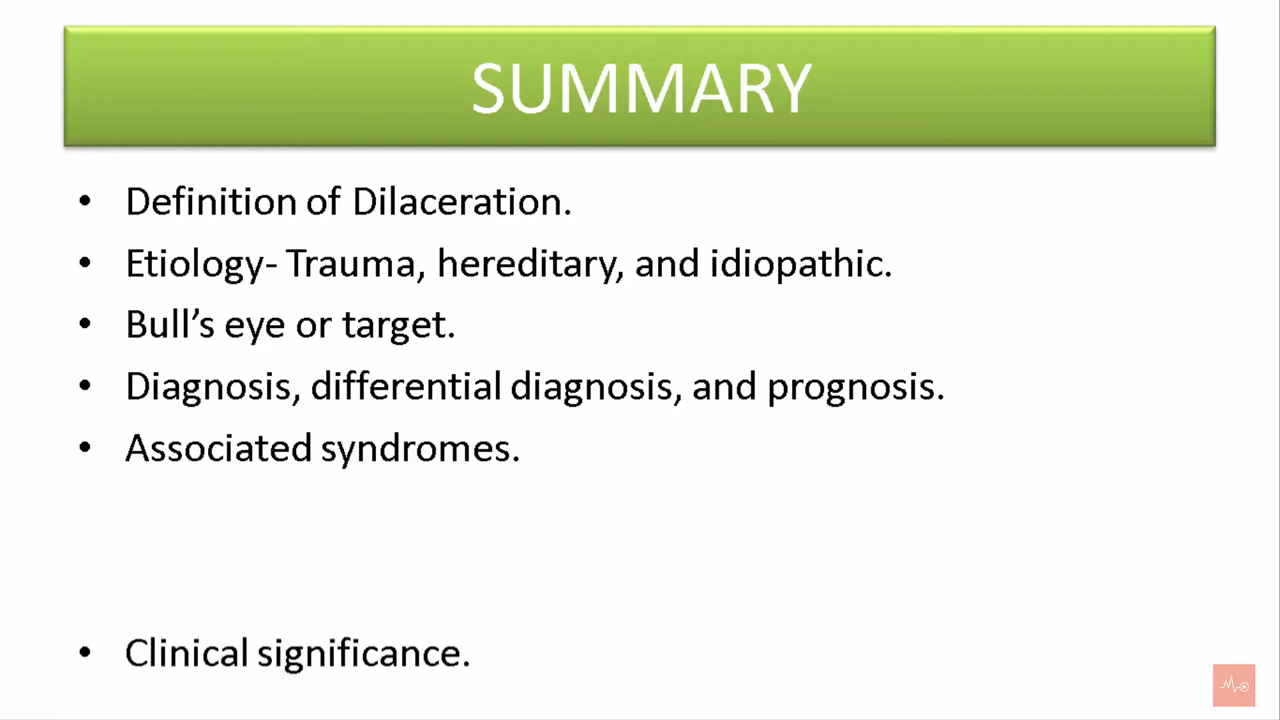 SUMMARY
• Definition of Dilaceration.
• Etiology- Trauma, hereditary, and idiopathic.
• Bull’s eye or target.
• Diagnosis, differential diagnosis, and prognosis.
• Associated syndromes.
• Clinical significance.